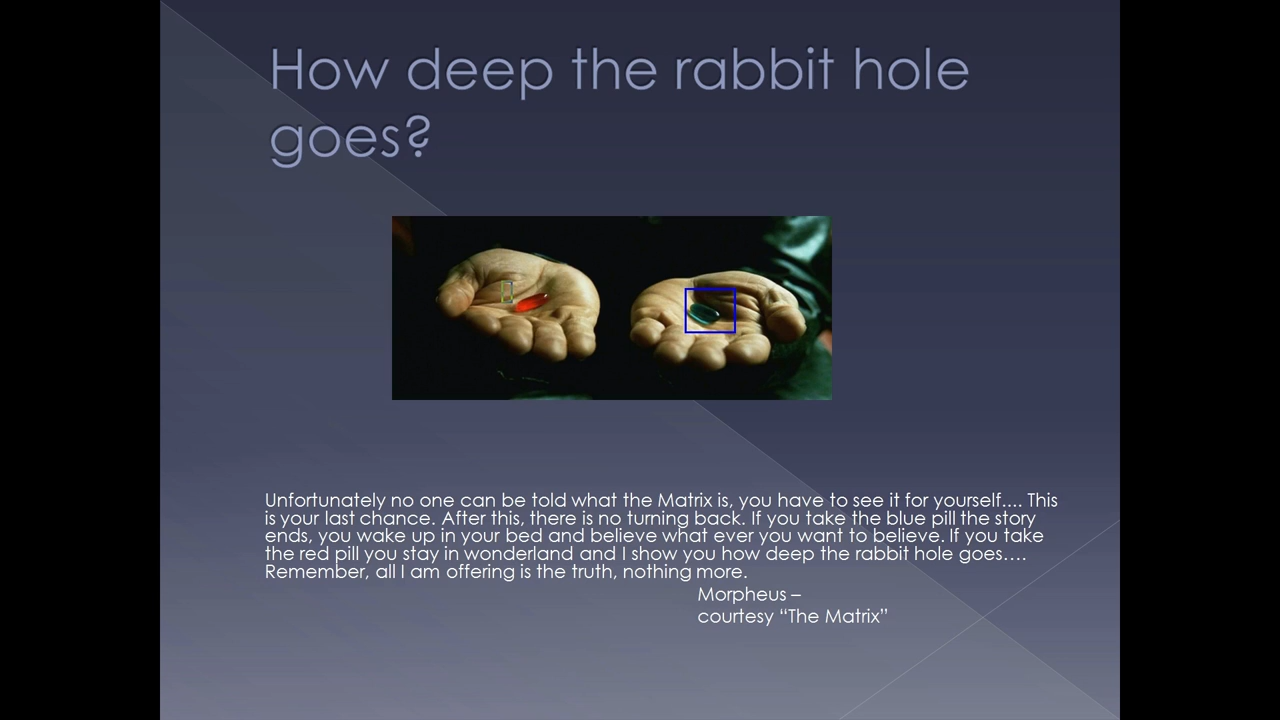 How deep the rabbit hole
goes?
Unfortunately no one can be told what the Matrix is, you have to see it for yourself.... This
is your last chance. After this, there is no turning back. If you take the blue pill the story
ends, you wake up in your bed and believe what ever you want to believe. If you take
the red pill you stay in wonderland and I show you how deep the rabbit hole goes….
Remember, all I am offering is the truth, nothing more.
Morpheus –
courtesy “The Matrix”